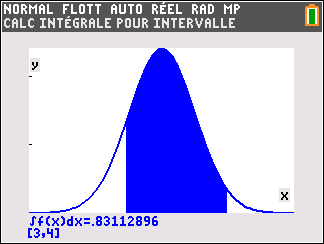 NORMAL FLOTT AUTO RÉEL RAD MP
CALC INTÉGRALE POUR INTERVALLE
y
x
∫f(x)dx=.83112896
[3,4]